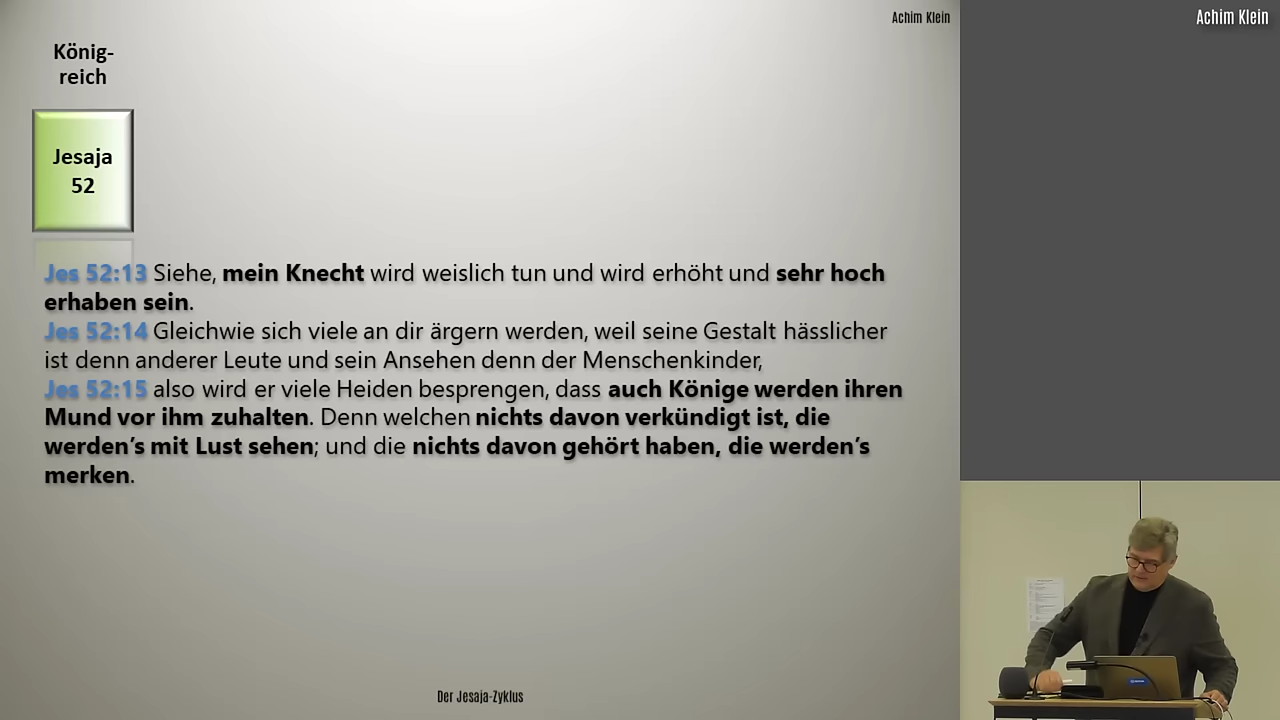 Achim Klein
Achim Klein
König-
reich
Jesaja
52
Jes 52:13 Siehe, mein Knecht wird weislich tun und wird erhöht und sehr hoch
erhaben sein.
Jes 52:14 Gleichwie sich viele an dir ärgern werden, weil seine Gestalt hässlicher
ist denn anderer Leute und sein Ansehen denn der Menschenkinder,
Jes 52:15 also wird er viele Heiden besprengen, dass auch Könige werden ihren
Mund vor ihm zuhalten. Denn welchen nichts davon verkündigt ist, die
werden’s mit Lust sehen; und die nichts davon gehört haben, die werden’s
merken.
Der Jesaja-Zyklus